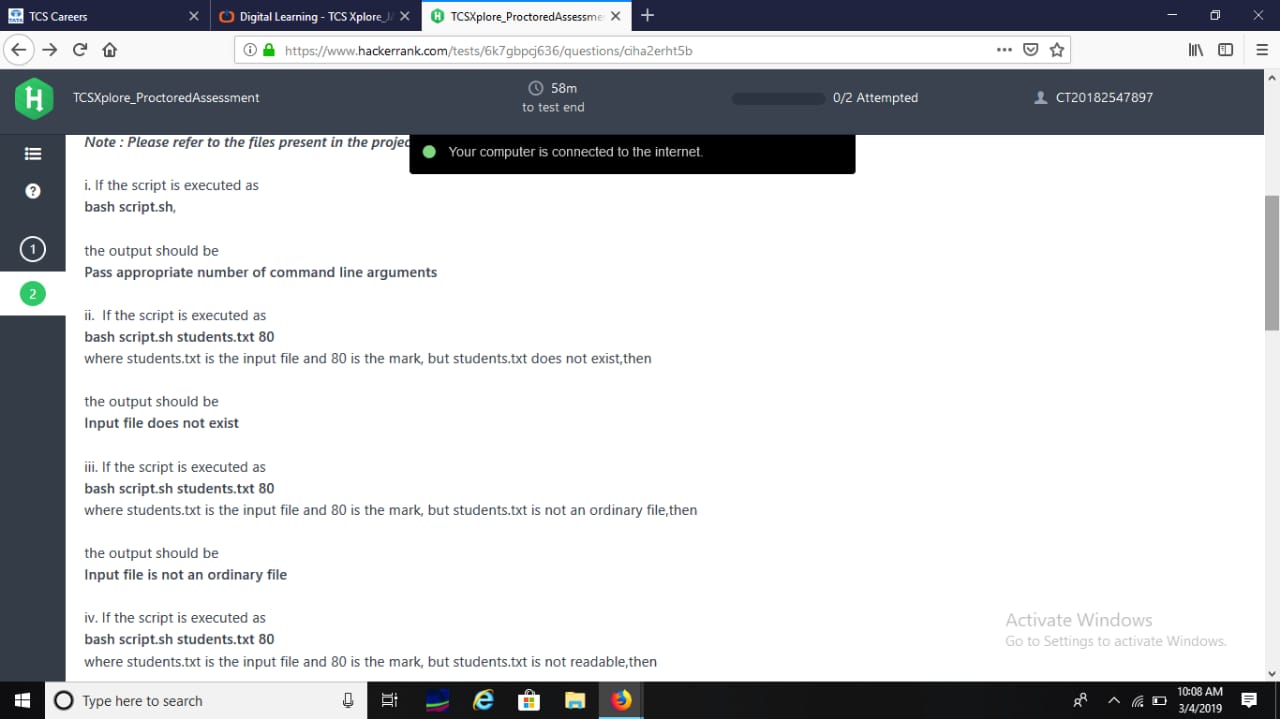 TCS Careers
Digital Learning - TCS Xplore_J
TCSXplore_ProctoredAssessme
https://www.hackerrank.com/tests/6k7gbpcj636/questions/ciha2erht5b
TCSXplore_ProctoredAssessment
58m
to test end
0/2 Attempted
CT20182547897
Note : Please refer to the files present in the projec
Your computer is connected to the internet.
i. If the script is executed as
bash script.sh,
1
the output should be
Pass appropriate number of command line arguments
2
ii. If the script is executed as
bash script.sh students.txt 80
where students.txt is the input file and 80 is the mark, but students.txt does not exist,then
the output should be
Input file does not exist
iii. If the script is executed as
bash script.sh students.txt 80
where students.txt is the input file and 80 is the mark, but students.txt is not an ordinary file,then
the output should be
Input file is not an ordinary file
iv. If the script is executed as
bash script.sh students.txt 80
where students.txt is the input file and 80 is the mark, but students.txt is not readable,then
Activate Windows
Go to Settings to activate Windows.
Type here to search
10:08 AM
3/4/2019